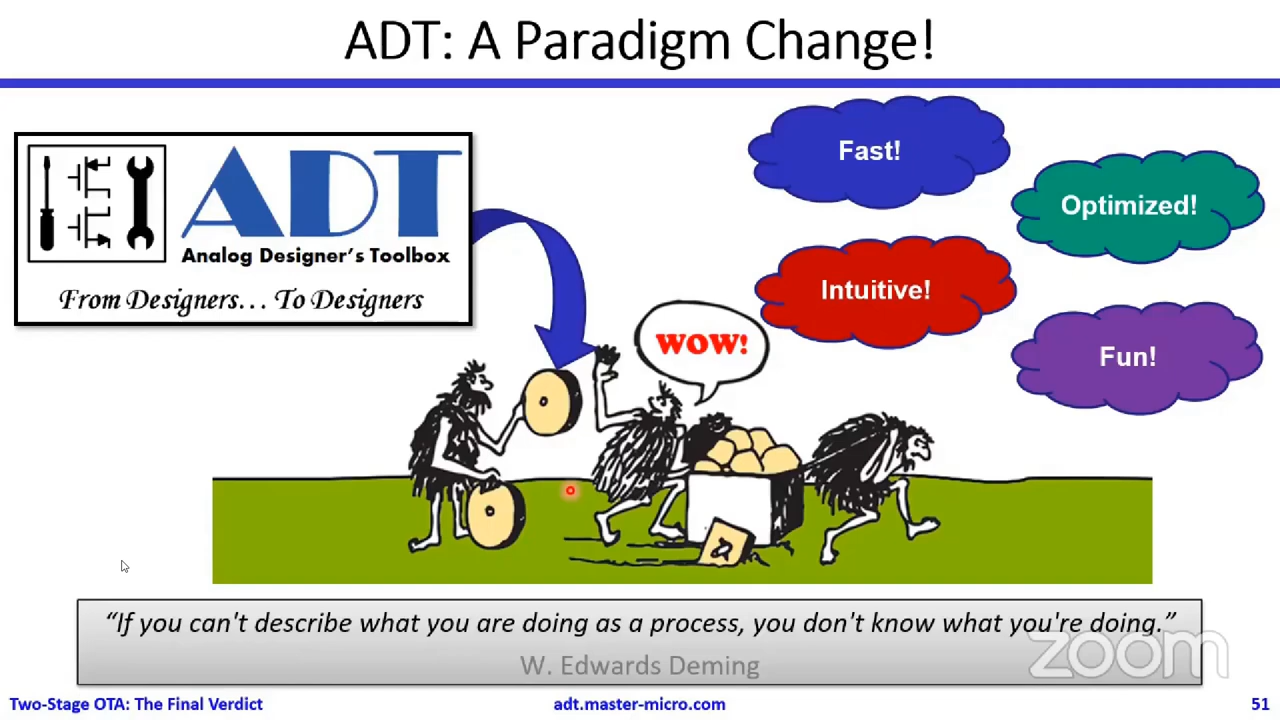 ADT: A Paradigm Change!
ADT
Analog Designer's Toolbox
From Designers... To Designers
Fast!
Optimized!
Intuitive!
Fun!
WOW!
“If you can't describe what you are doing as a process, you don't know what you're doing.”
W. Edwards Deming
zoom
Two-Stage OTA: The Final Verdict
adt.master-micro.com
51